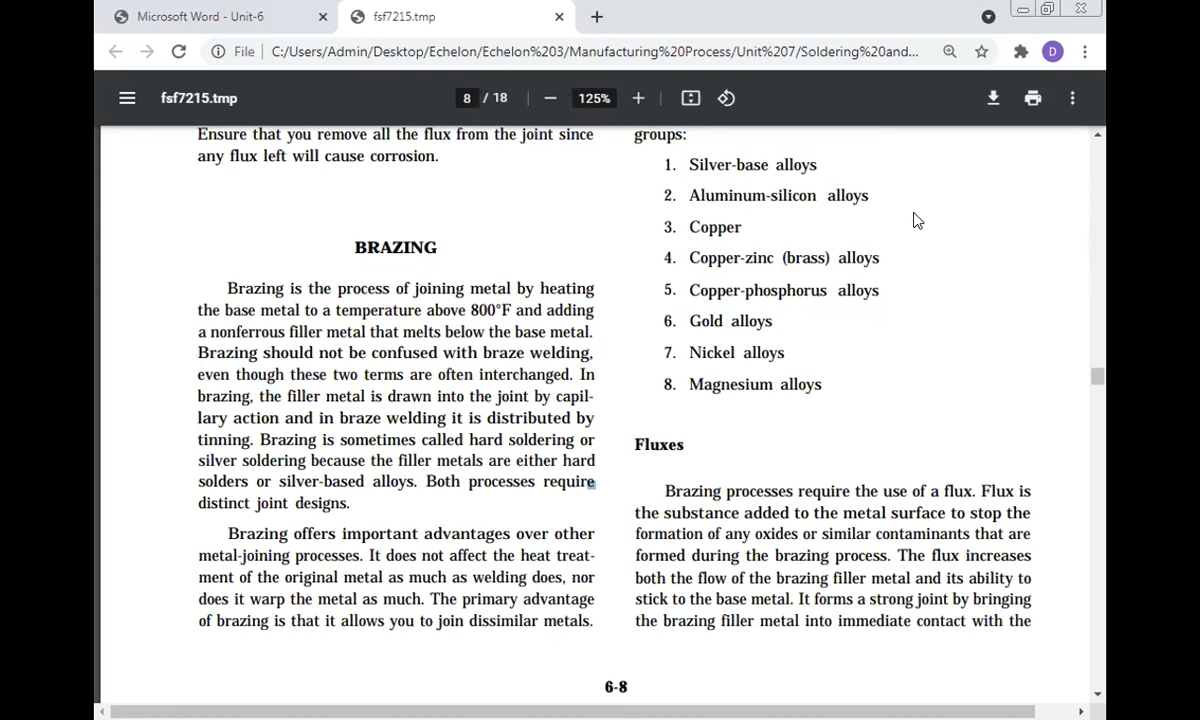 Microsoft Word - Unit-6
fsf7215.tmp
File
C:/Users/Admin/Desktop/Echelon/Echelon%203/Manufacturing%20Process/Unit%207/Soldering%20and...
D
fsf7215.tmp
8 / 18
125%
Ensure that you remove all the flux from the joint since
any flux left will cause corrosion.
BRAZING
Brazing is the process of joining metal by heating
the base metal to a temperature above 800°F and adding
a nonferrous filler metal that melts below the base metal.
Brazing should not be confused with braze welding,
even though these two terms are often interchanged. In
brazing, the filler metal is drawn into the joint by capil-
lary action and in braze welding it is distributed by
tinning. Brazing is sometimes called hard soldering or
silver soldering because the filler metals are either hard
solders or silver-based alloys. Both processes require
distinct joint designs.
Brazing offers important advantages over other
metal-joining processes. It does not affect the heat treat-
ment of the original metal as much as welding does, nor
does it warp the metal as much. The primary advantage
of brazing is that it allows you to join dissimilar metals.
groups:
1. Silver-base alloys
2. Aluminum-silicon alloys
3. Copper
4. Copper-zinc (brass) alloys
5. Copper-phosphorus alloys
6. Gold alloys
7. Nickel alloys
8. Magnesium alloys
Fluxes
Brazing processes require the use of a flux. Flux is
the substance added to the metal surface to stop the
formation of any oxides or similar contaminants that are
formed during the brazing process. The flux increases
both the flow of the brazing filler metal and its ability to
stick to the base metal. It forms a strong joint by bringing
the brazing filler metal into immediate contact with the
6-8